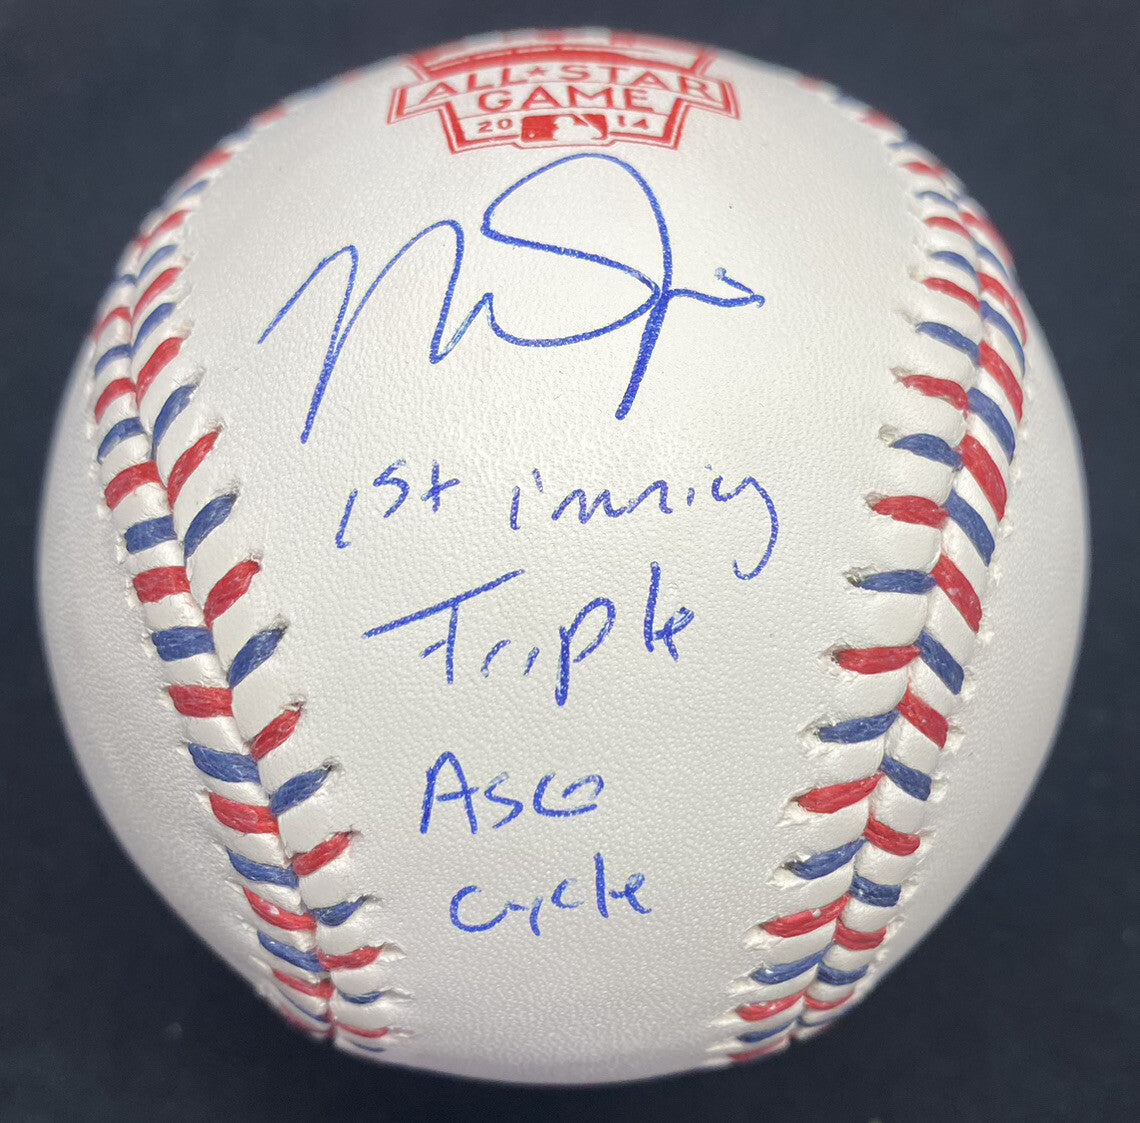 ALL★STAR
GAME
20 14
1st inning
Triple
ASG
Cycle